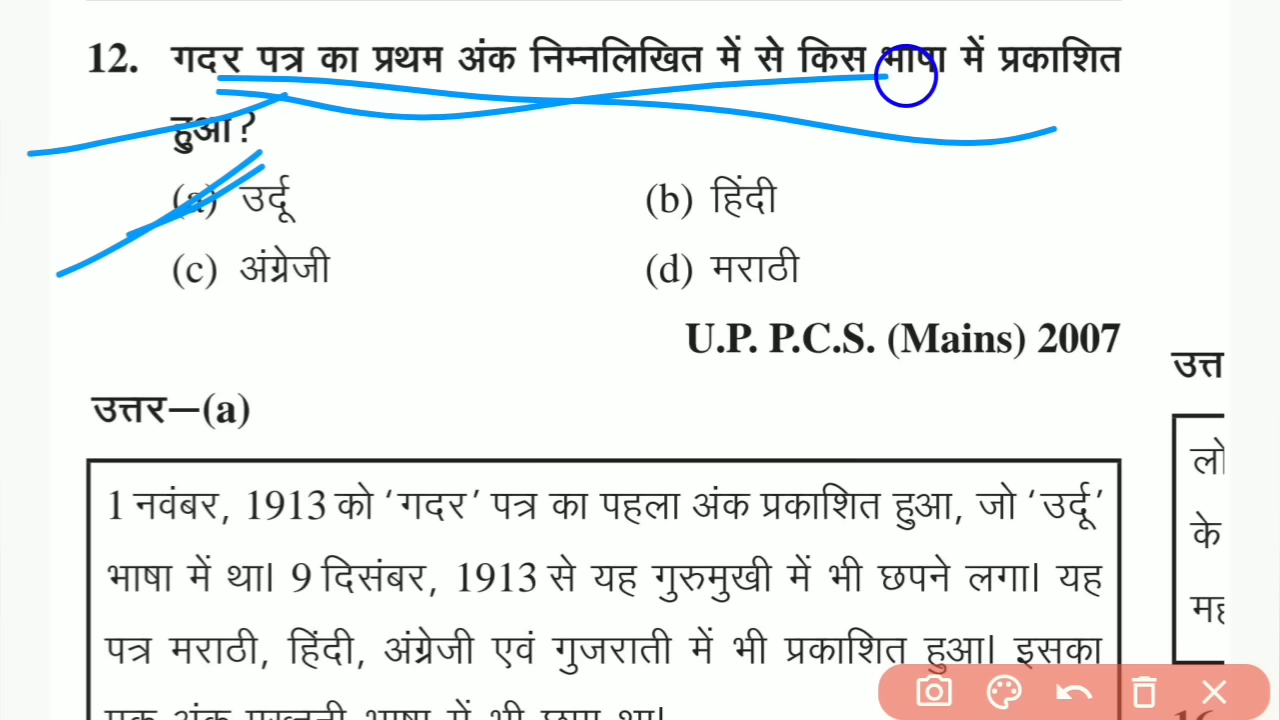 12. गदर पत्र का प्रथम अंक निम्नलिखित में से किस भाषा में प्रकाशित
हुआ?
(a) उर्दू (b) हिंदी
(c) अंग्रेजी (d) मराठी
U.P. P.C.S. (Mains) 2007
उत्तर—(a)
1 नवंबर, 1913 को ‘गदर’ पत्र का पहला अंक प्रकाशित हुआ, जो ‘उर्दू’
भाषा में था। 9 दिसंबर, 1913 से यह गुरुमुखी में भी छपने लगा। यह
पत्र मराठी, हिंदी, अंग्रेजी एवं गुजराती में भी प्रकाशित हुआ। इसका
उत्त
लो
के